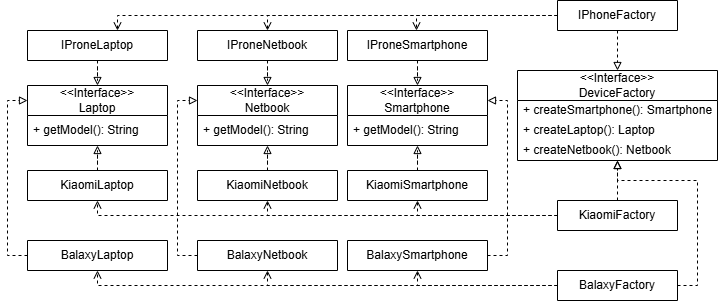 IPhoneFactory
IProneLaptop
IProneNetbook
IProneSmartphone
<<Interface>>
Laptop
+ getModel(): String
<<Interface>>
Netbook
+ getModel(): String
<<Interface>>
Smartphone
+ getModel(): String
<<Interface>>
DeviceFactory
+ createSmartphone(): Smartphone
+ createLaptop(): Laptop
+ createNetbook(): Netbook
KiaomiLaptop
KiaomiNetbook
KiaomiSmartphone
KiaomiFactory
BalaxyLaptop
BalaxyNetbook
BalaxySmartphone
BalaxyFactory